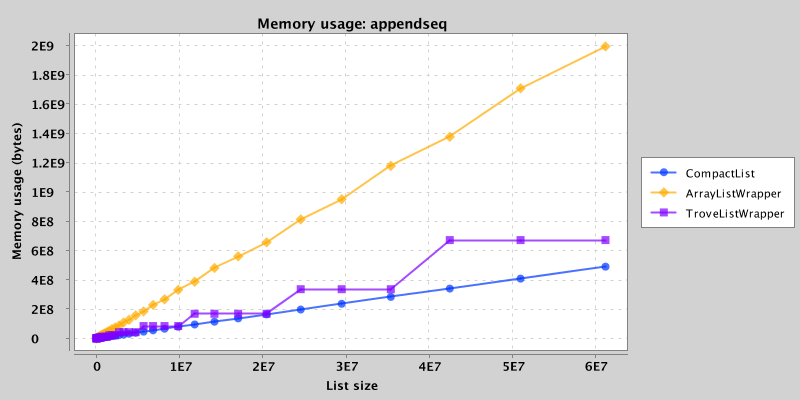 Memory usage: appendseq
Memory usage (bytes)
2E9
1.8E9
1.6E9
1.4E9
1.2E9
1E9
8E8
6E8
4E8
2E8
0
0 1E7 2E7 3E7 4E7 5E7 6E7
List size
CompactList
ArrayListWrapper
TroveListWrapper